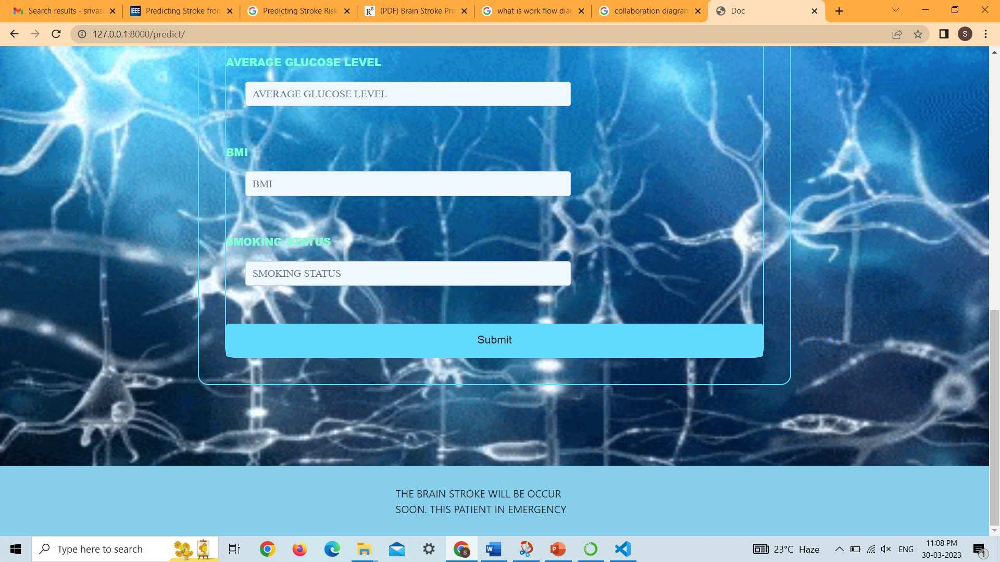 Search results - srivas
IEEE Predicting Stroke from
Predicting Stroke Risk
(PDF) Brain Stroke Pre
what is work flow diag
collaboration diagram
Doc
127.0.0.1:8000/predict/
S
AVERAGE GLUCOSE LEVEL
AVERAGE GLUCOSE LEVEL
BMI
BMI
SMOKING STATUS
SMOKING STATUS
Submit
THE BRAIN STROKE WILL BE OCCUR
SOON. THIS PATIENT IN EMERGENCY
Type here to search
23°C Haze
ENG
11:08 PM
30-03-2023
1